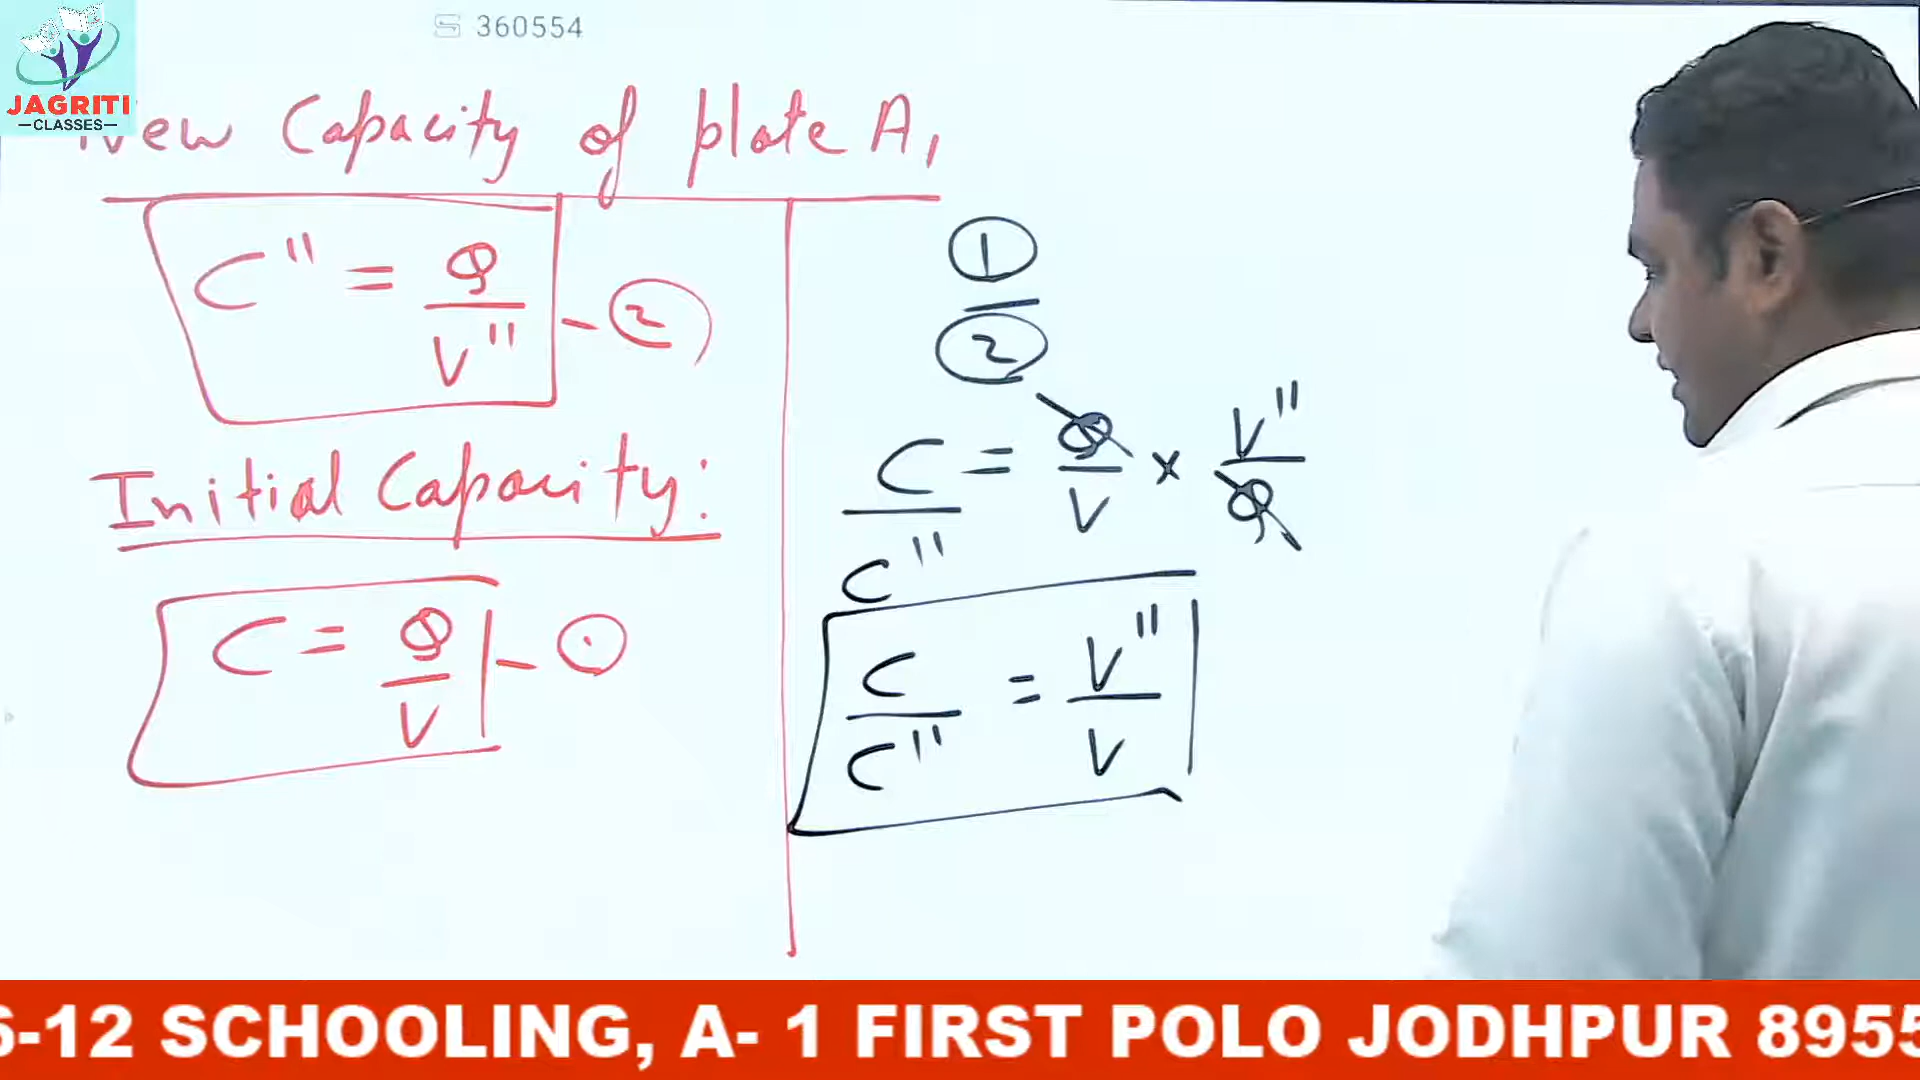 360554
JAGRITI
—CLASSES—
New Capacity of plate A₁
C" = Q/V" - ②
Initial Capacity:
C = Q/V -
①
②
C/C" = Q/V × V"/Q
C/C" = V"/V
6-12 SCHOOLING, A- 1 FIRST POLO JODHPUR 8955